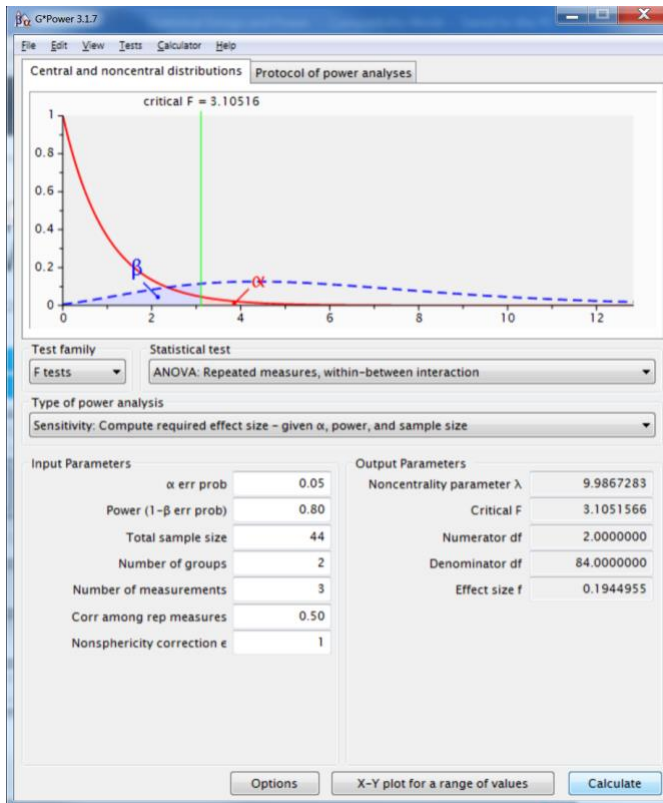 βα G*Power 3.1.7
File Edit View Tests Calculator Help
Central and noncentral distributions Protocol of power analyses
critical F = 3.10516
1
0.8
0.6
0.4
0.2
0
β
α
0 2 4 6 8 10 12
Test family Statistical test
F tests ANOVA: Repeated measures, within-between interaction
Type of power analysis
Sensitivity: Compute required effect size - given α, power, and sample size
Input Parameters Output Parameters
α err prob 0.05 Noncentrality parameter λ 9.9867283
Power (1-β err prob) 0.80 Critical F 3.1051566
Total sample size 44 Numerator df 2.0000000
Number of groups 2 Denominator df 84.0000000
Number of measurements 3 Effect size f 0.1944955
Corr among rep measures 0.50
Nonsphericity correction ϵ 1
Options X-Y plot for a range of values Calculate